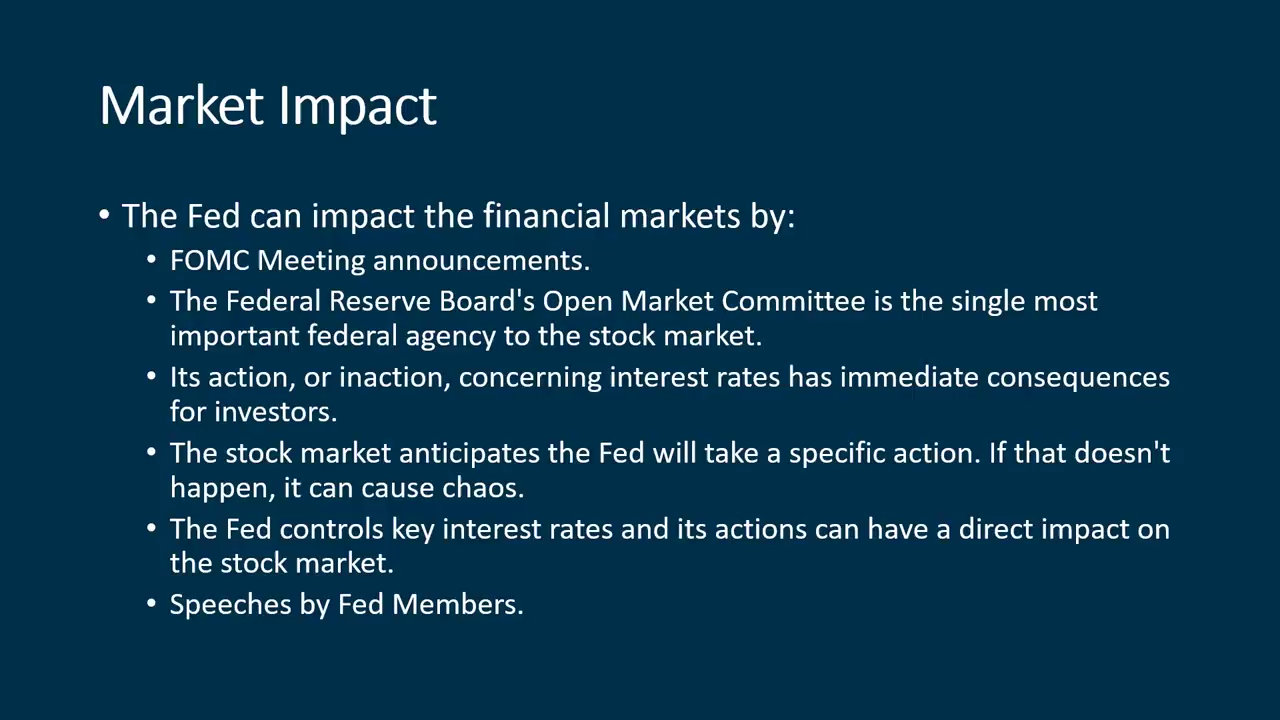 Market Impact
• The Fed can impact the financial markets by:
• FOMC Meeting announcements.
• The Federal Reserve Board's Open Market Committee is the single most
important federal agency to the stock market.
• Its action, or inaction, concerning interest rates has immediate consequences
for investors.
• The stock market anticipates the Fed will take a specific action. If that doesn't
happen, it can cause chaos.
• The Fed controls key interest rates and its actions can have a direct impact on
the stock market.
• Speeches by Fed Members.